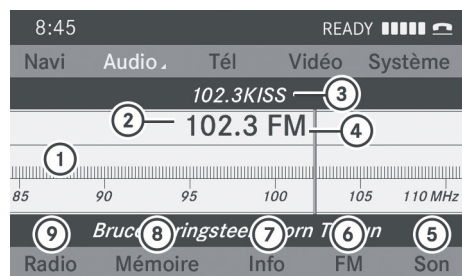 8:45 READY
Navi Audio Tél Vidéo Système
102.3KISS 3
2 102.3 FM 4
1
85 90 95 100 105 110 MHz
9 8 7 6 5
Radio Mémoire Info FM Son